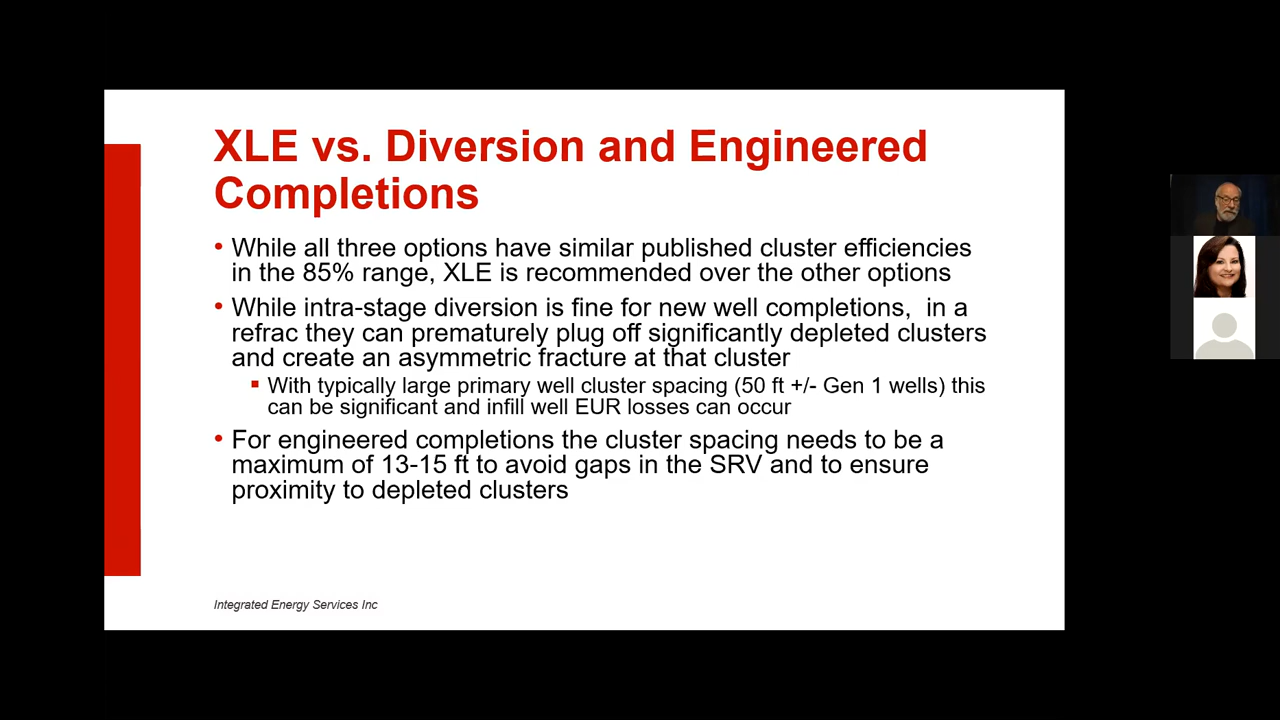 XLE vs. Diversion and Engineered
Completions
• While all three options have similar published cluster efficiencies
in the 85% range, XLE is recommended over the other options
• While intra-stage diversion is fine for new well completions,  in a
refrac they can prematurely plug off significantly depleted clusters
and create an asymmetric fracture at that cluster
▪ With typically large primary well cluster spacing (50 ft +/- Gen 1 wells) this
can be significant and infill well EUR losses can occur
• For engineered completions the cluster spacing needs to be a
maximum of 13-15 ft to avoid gaps in the SRV and to ensure
proximity to depleted clusters
Integrated Energy Services Inc